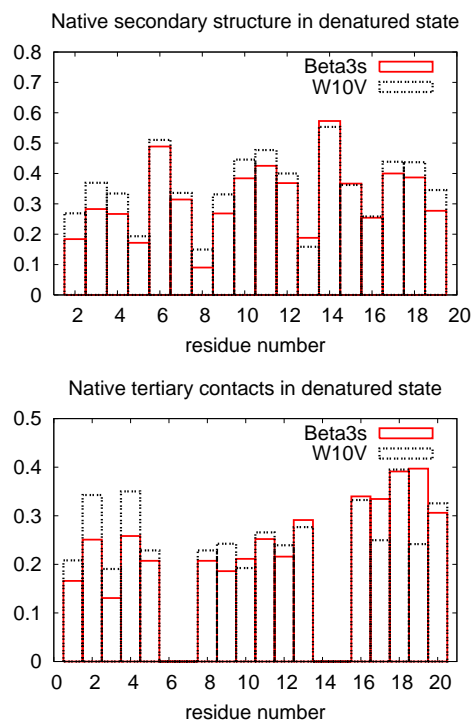 Native secondary structure in denatured state
0.8
0.7
0.6
0.5
0.4
0.3
0.2
0.1
0
Beta3s
W10V
2 4 6 8 10 12 14 16 18 20
residue number
Native tertiary contacts in denatured state
0.5
0.4
0.3
0.2
0.1
0
Beta3s
W10V
0 2 4 6 8 10 12 14 16 18 20
residue number